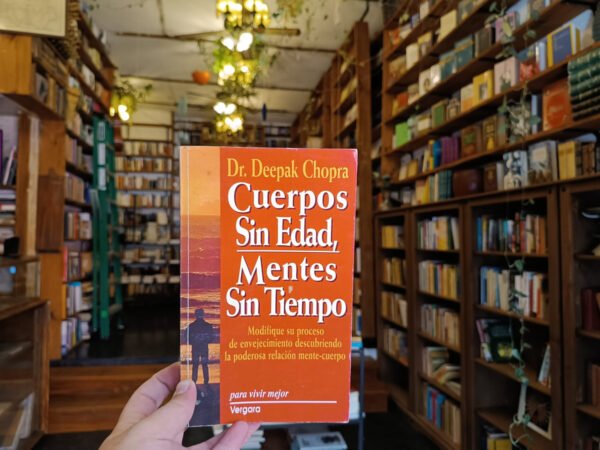 Dr. Deepak Chopra
Cuerpos
Sin Edad,
Mentes
Sin Tiempo
Modifique su proceso
de envejecimiento descubriendo
la poderosa relación mente-cuerpo
para vivir mejor
Vergara